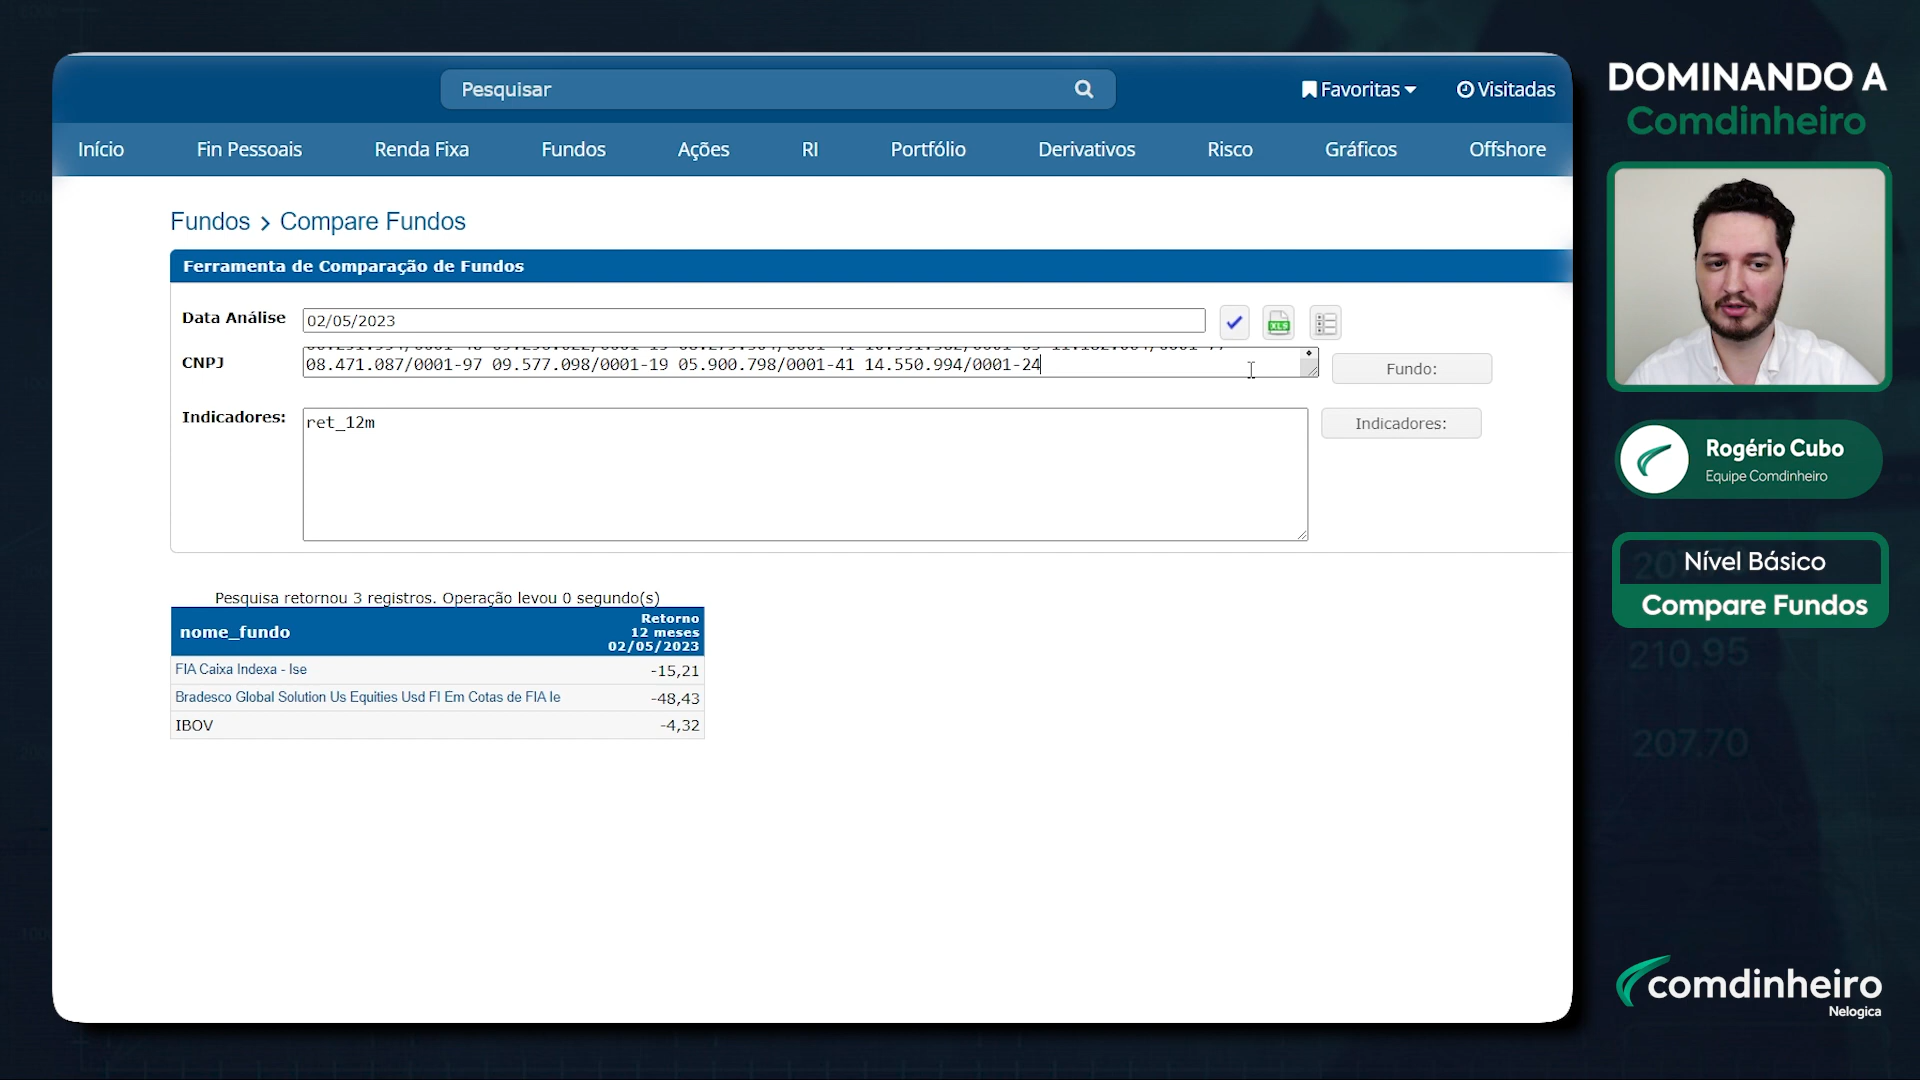 Pesquisar
Favoritas
Visitadas
Início
Fin Pessoais
Renda Fixa
Fundos
Ações
RI
Portfólio
Derivativos
Risco
Gráficos
Offshore
Fundos > Compare Fundos
Ferramenta de Comparação de Fundos
Data Análise
02/05/2023
XLS
CNPJ
08.471.087/0001-97 09.577.098/0001-19 05.900.798/0001-41 14.550.994/0001-24
Fundo:
Indicadores:
ret_12m
Indicadores:
Pesquisa retornou 3 registros. Operação levou 0 segundo(s)
nome_fundo
Retorno
12 meses
02/05/2023
FIA Caixa Indexa - Ise
-15,21
Bradesco Global Solution Us Equities Usd FI Em Cotas de FIA Ie
-48,43
IBOV
-4,32
DOMINANDO A
Comdinheiro
Rogério Cubo
Equipe Comdinheiro
Nível Básico
Compare Fundos
210.95
207.70
comdinheiro
Nelogica